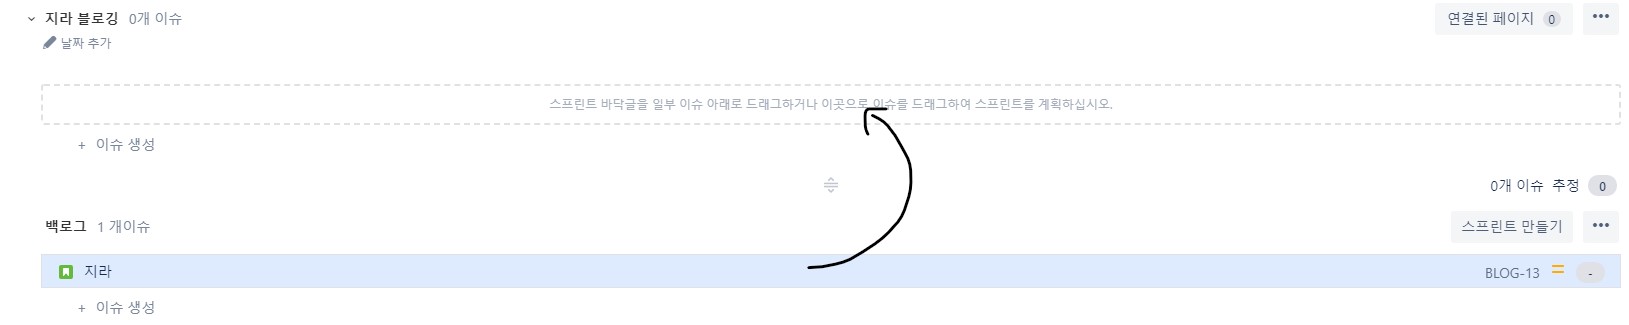 지라 블로깅 0개 이슈 연결된 페이지 0 •••
날짜 추가
스프린트 바닥글을 일부 이슈 아래로 드래그하거나 이곳으로 이슈를 드래그하여 스프린트를 계획하십시오.
+ 이슈 생성
0개 이슈 추정 0
백로그 1 개이슈 스프린트 만들기 •••
지라 BLOG-13 -
+ 이슈 생성